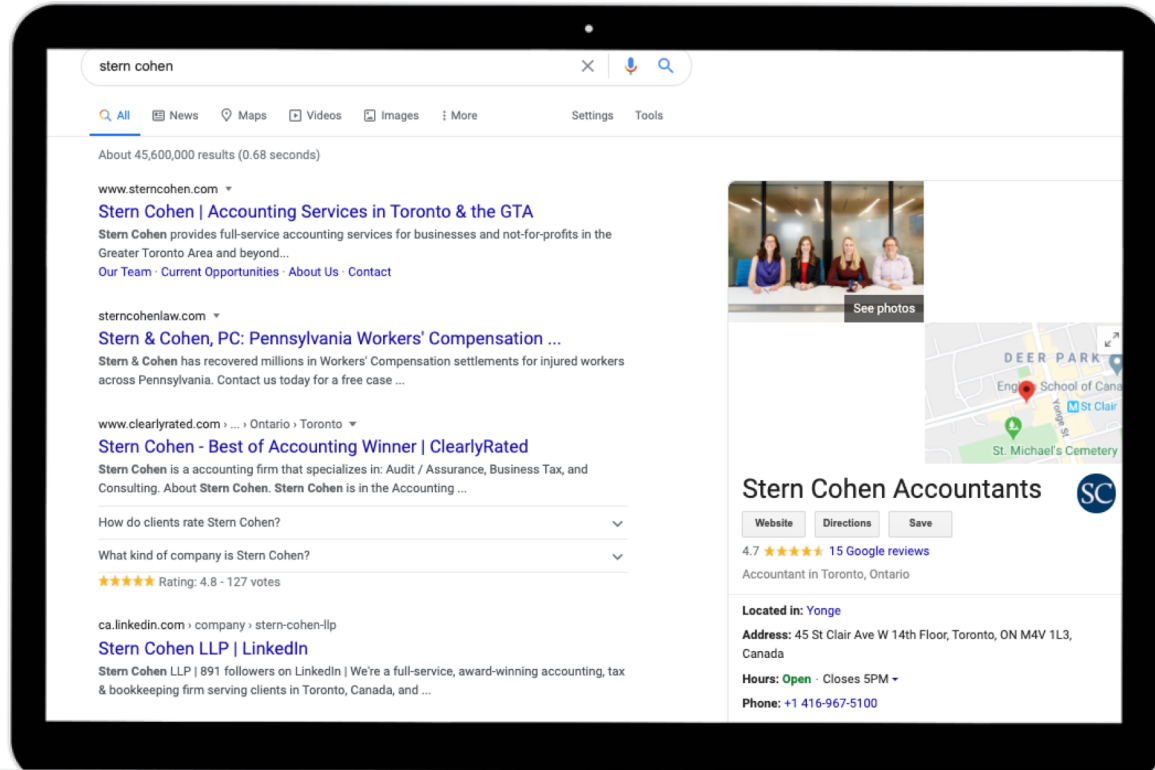 stern cohen
All News Maps Videos Images More Settings Tools
About 45,600,000 results (0.68 seconds)
www.sterncohen.com
Stern Cohen | Accounting Services in Toronto & the GTA
Stern Cohen provides full-service accounting services for businesses and not-for-profits in the
Greater Toronto Area and beyond...
Our Team · Current Opportunities · About Us · Contact
sterncohenlaw.com
Stern & Cohen, PC: Pennsylvania Workers' Compensation ...
Stern & Cohen has recovered millions in Workers' Compensation settlements for injured workers
across Pennsylvania. Contact us today for a free case ...
www.clearlyrated.com › ... › Ontario › Toronto
Stern Cohen - Best of Accounting Winner | ClearlyRated
Stern Cohen is a accounting firm that specializes in: Audit / Assurance, Business Tax, and
Consulting. About Stern Cohen. Stern Cohen is in the Accounting ...
How do clients rate Stern Cohen?
What kind of company is Stern Cohen?
Rating: 4.8 - 127 votes
ca.linkedin.com › company › stern-cohen-llp
Stern Cohen LLP | LinkedIn
Stern Cohen LLP | 891 followers on LinkedIn | We're a full-service, award-winning accounting, tax
& bookkeeping firm serving clients in Toronto, Canada, and ...
See photos
DEER PARK
School of Cana
St Clair
Yonge St
St. Michael's Cemetery
Stern Cohen Accountants
SC
Website Directions Save
4.7 15 Google reviews
Accountant in Toronto, Ontario
Located in: Yonge
Address: 45 St Clair Ave W 14th Floor, Toronto, ON M4V 1L3,
Canada
Hours: Open · Closes 5PM
Phone: +1 416-967-5100